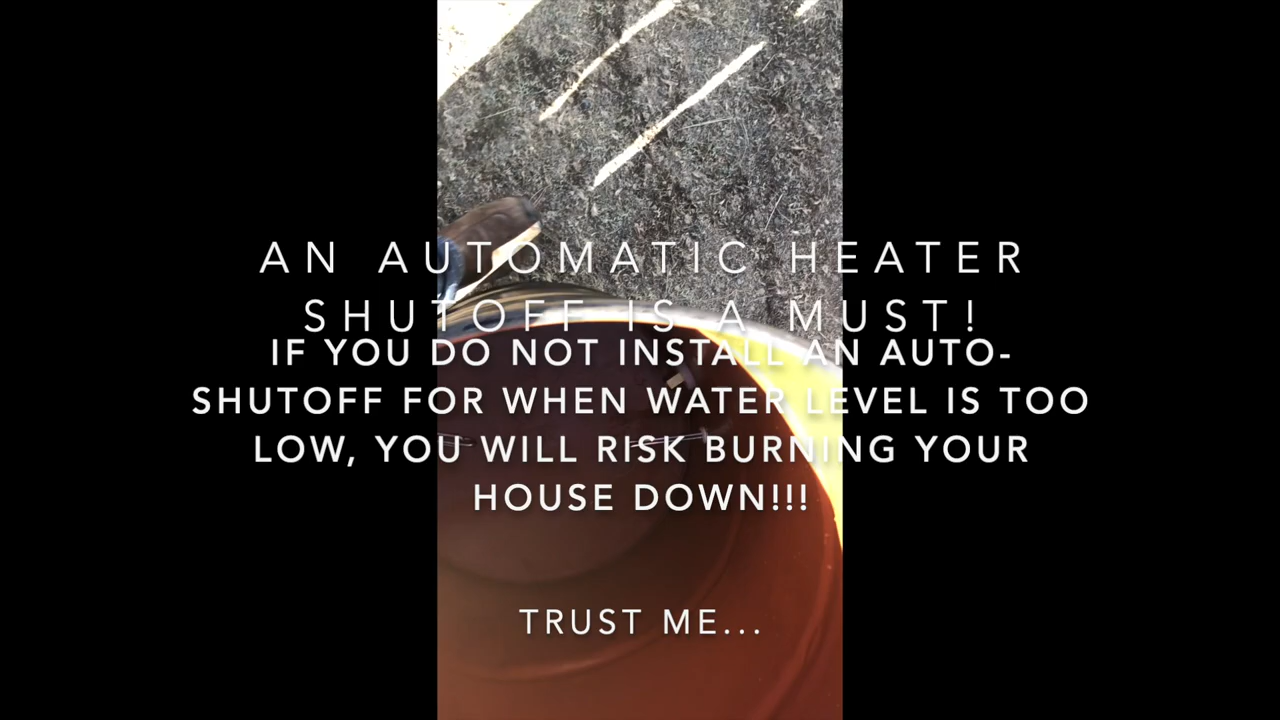 AN AUTOMATIC HEATER
SHUTOFF IS A MUST!
IF YOU DO NOT INSTALL AN AUTO-
SHUTOFF FOR WHEN WATER LEVEL IS TOO
LOW, YOU WILL RISK BURNING YOUR
HOUSE DOWN!!!
TRUST ME...